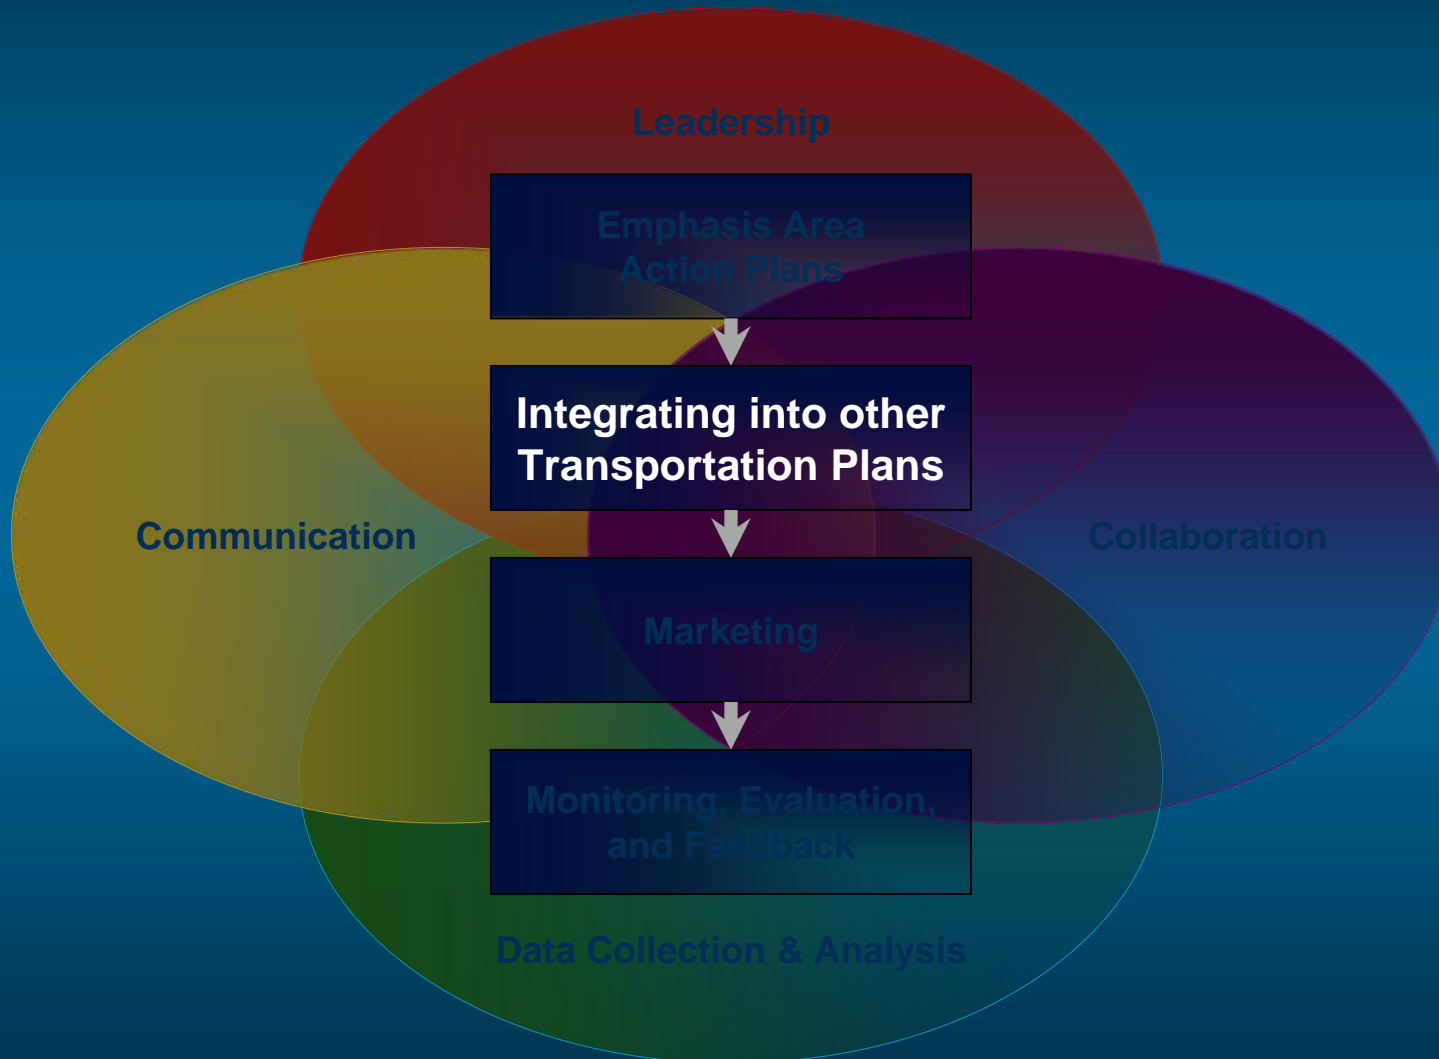 Leadership
Emphasis Area
Action Plans
Integrating into other
Transportation Plans
Communication
Collaboration
Marketing
Monitoring, Evaluation,
and Feedback
Data Collection & Analysis